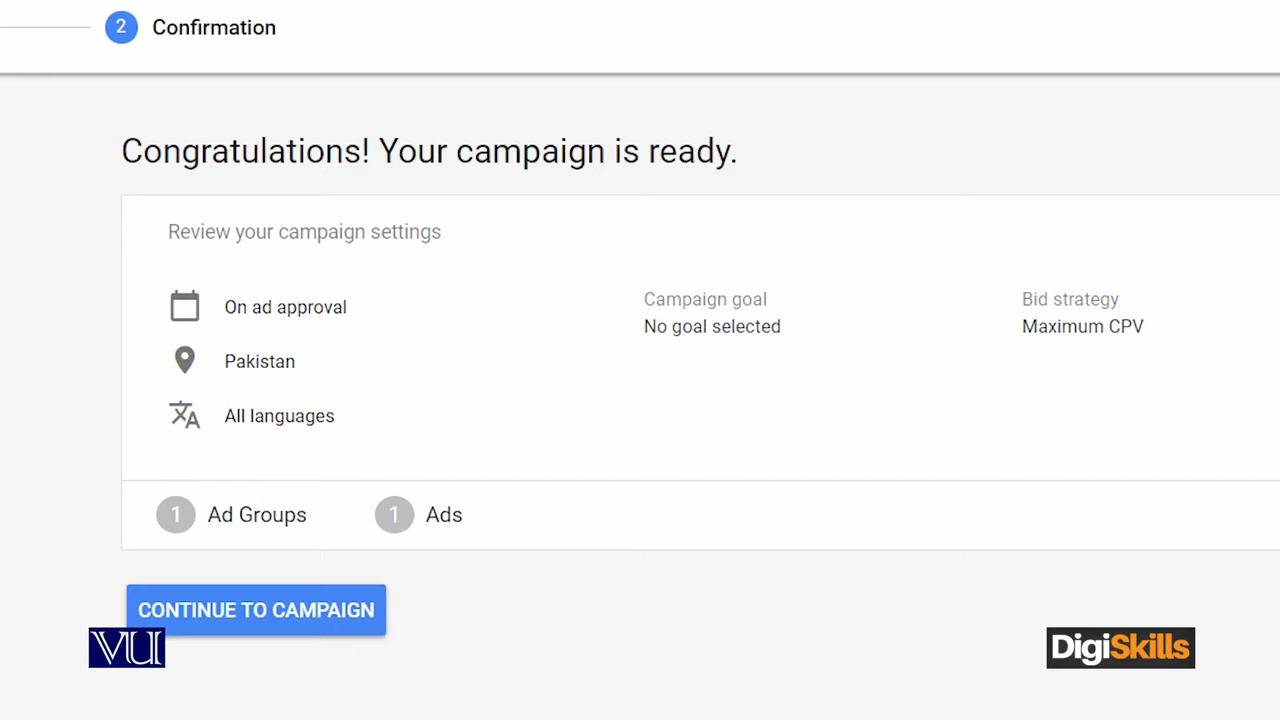 2 Confirmation
Congratulations! Your campaign is ready.
Review your campaign settings
On ad approval
Pakistan
All languages
Campaign goal
No goal selected
Bid strategy
Maximum CPV
1 Ad Groups 1 Ads
CONTINUE TO CAMPAIGN
VU
DigiSkills